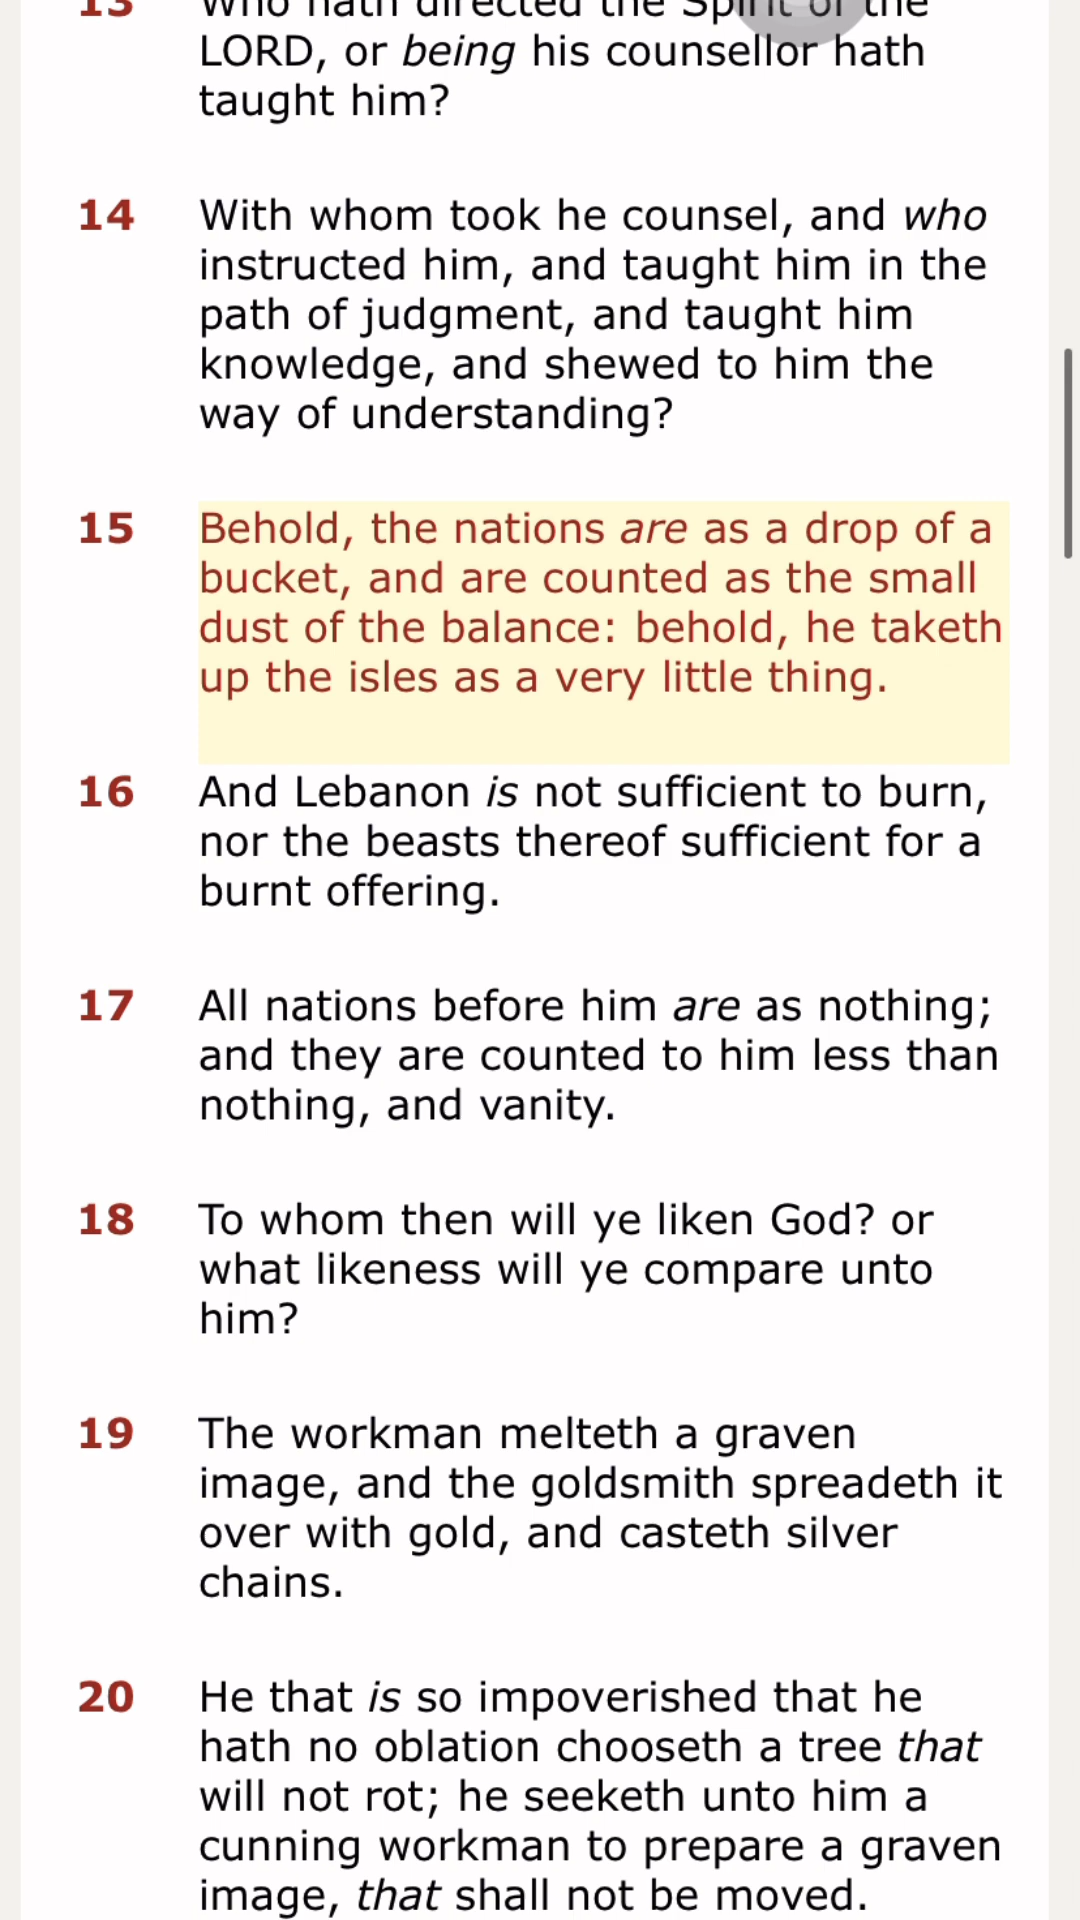 13 Who hath directed the Spirit of the
LORD, or being his counsellor hath
taught him?
14 With whom took he counsel, and who
instructed him, and taught him in the
path of judgment, and taught him
knowledge, and shewed to him the
way of understanding?
15 Behold, the nations are as a drop of a
bucket, and are counted as the small
dust of the balance: behold, he taketh
up the isles as a very little thing.
16 And Lebanon is not sufficient to burn,
nor the beasts thereof sufficient for a
burnt offering.
17 All nations before him are as nothing;
and they are counted to him less than
nothing, and vanity.
18 To whom then will ye liken God? or
what likeness will ye compare unto
him?
19 The workman melteth a graven
image, and the goldsmith spreadeth it
over with gold, and casteth silver
chains.
20 He that is so impoverished that he
hath no oblation chooseth a tree that
will not rot; he seeketh unto him a
cunning workman to prepare a graven
image, that shall not be moved.